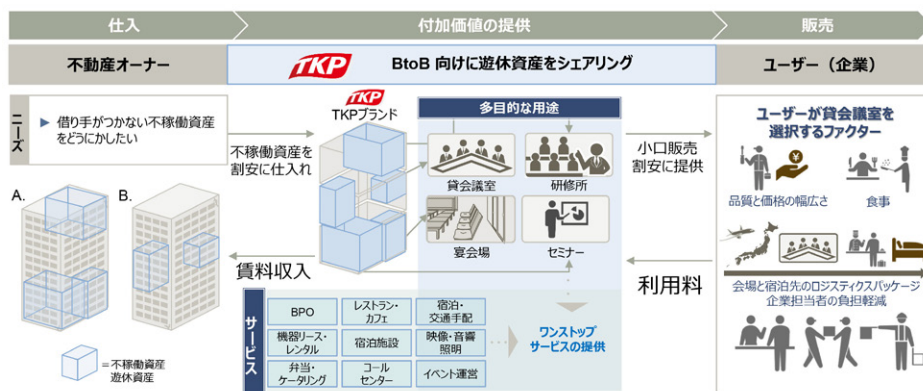 仕入
付加価値の提供
販売
不動産オーナー
TKP
BtoB 向けに遊休資産をシェアリング
ユーザー（企業）
ニーズ
▶ 借り手がつかない不稼働資産
をどうにかしたい
A.
B.
＝不稼働資産
遊休資産
不稼働資産を
割安に仕入れ
賃料収入
TKP
TKPブランド
多目的な用途
貸会議室
研修所
宴会場
セミナー
サービス
BPO
レストラン・
カフェ
宿泊・
交通手配
機器リース・
レンタル
宿泊施設
映像・音響
照明
弁当・
ケータリング
コール
センター
イベント運営
ワンストップ
サービスの提供
小口販売
割安に提供
利用料
ユーザーが貸会議室を
選択するファクター
¥
品質と価格の幅広さ
食事
会場と宿泊先のロジスティクスパッケージ
企業担当者の負担軽減